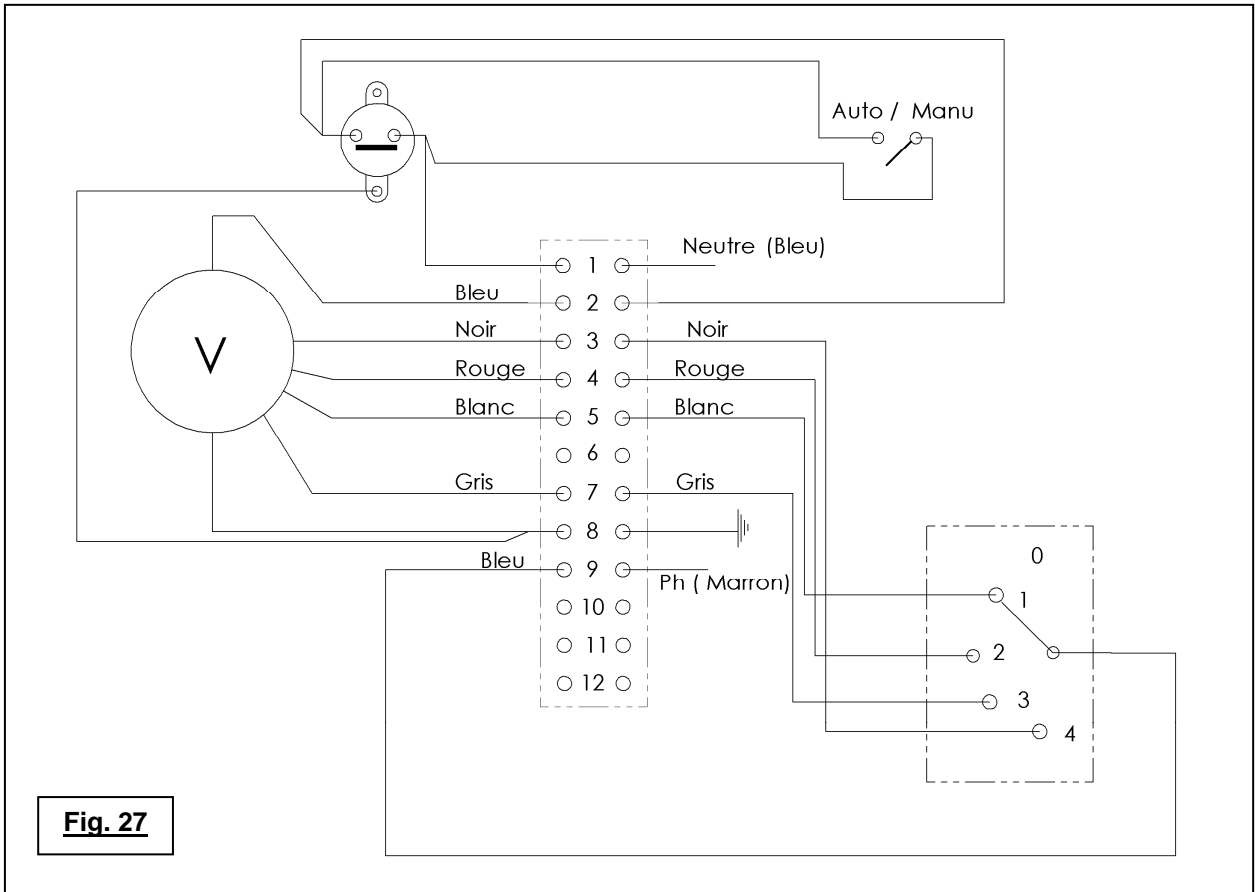 Auto / Manu
V
1 Neutre (Bleu)
Bleu 2
Noir 3 Noir
Rouge 4 Rouge
Blanc 5 Blanc
6
Gris 7 Gris
8
Bleu 9 Ph ( Marron)
10
11
12
0
1
2
3
4
Fig. 27